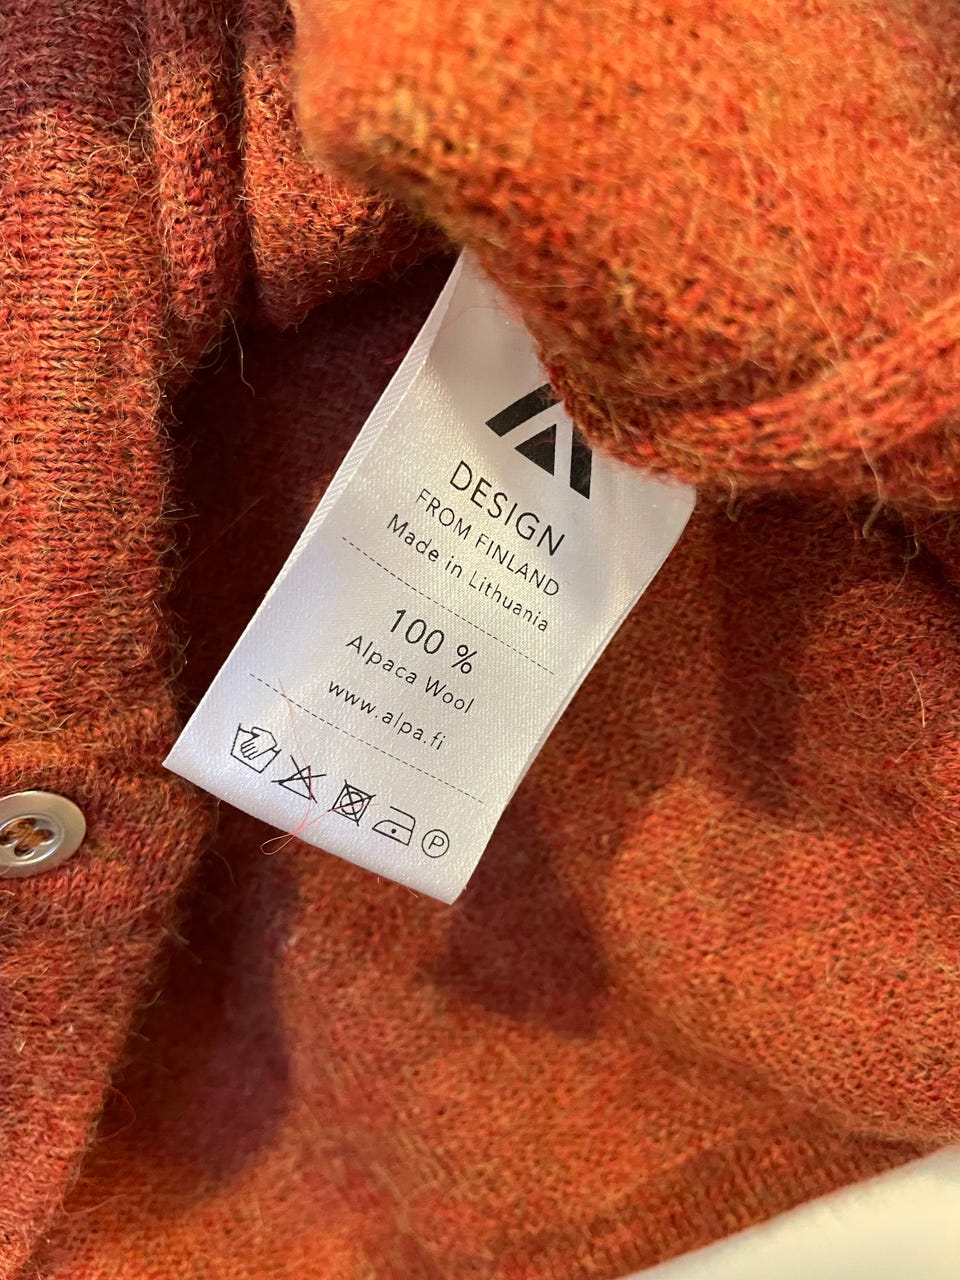 DESIGN
FROM FINLAND
Made in Lithuania
100 %
Alpaca Wool
www.alpa.fi
P